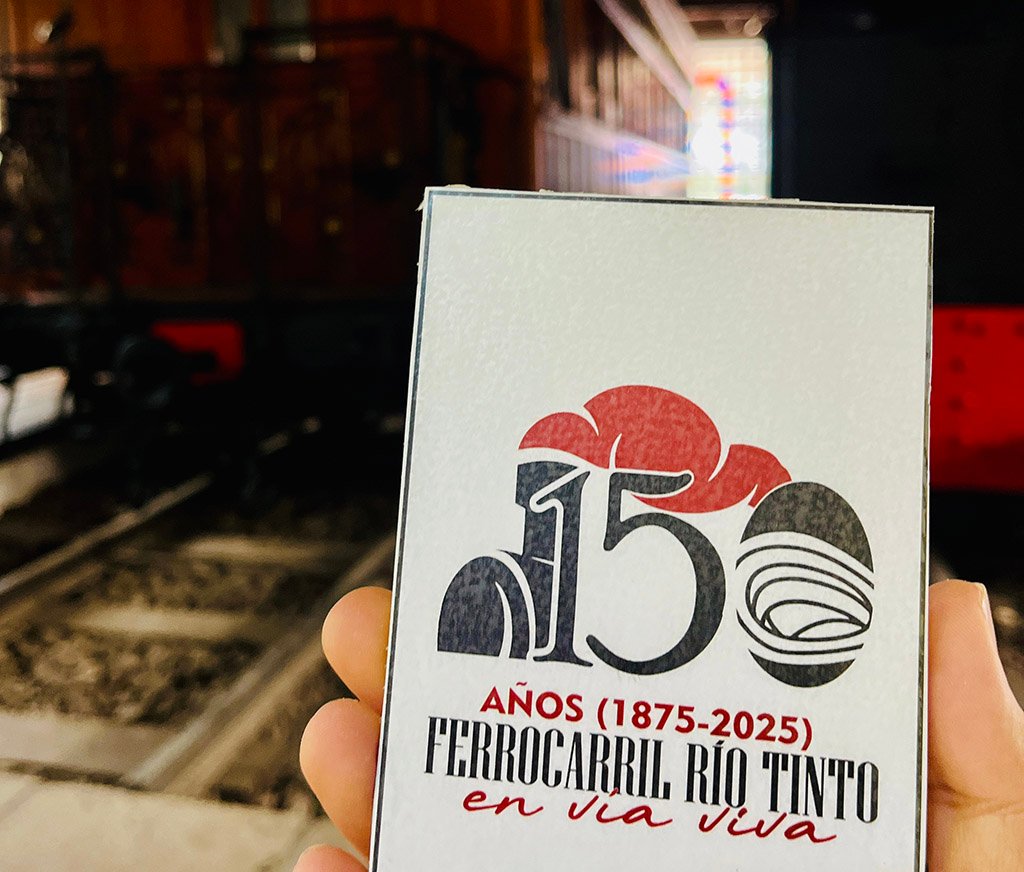 150
AÑOS (1875-2025)
FERROCARRIL RÍO TINTO
en vía viva